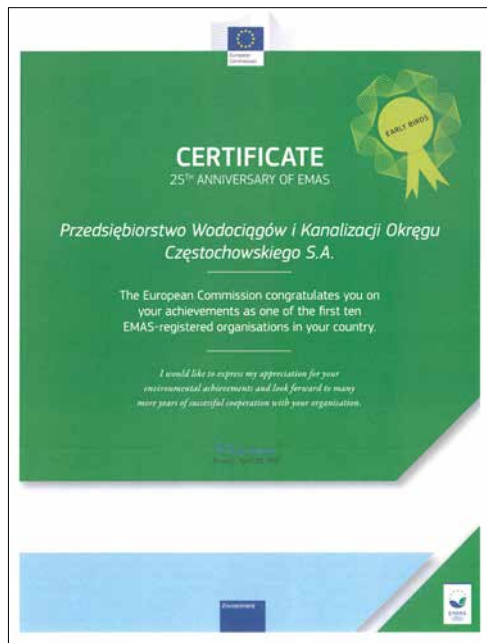 European
Commission
EARLY BIRDS
CERTIFICATE
25TH ANNIVERSARY OF EMAS
Przedsiębiorstwo Wodociągów i Kanalizacji Okręgu
Częstochowskiego S.A.
The European Commission congratulates you on
your achievements as one of the first ten
EMAS-registered organisations in your country.
I would like to express my appreciation for your
environmental achievements and look forward to many
more years of successful cooperation with your organisation.
Environment
EMAS